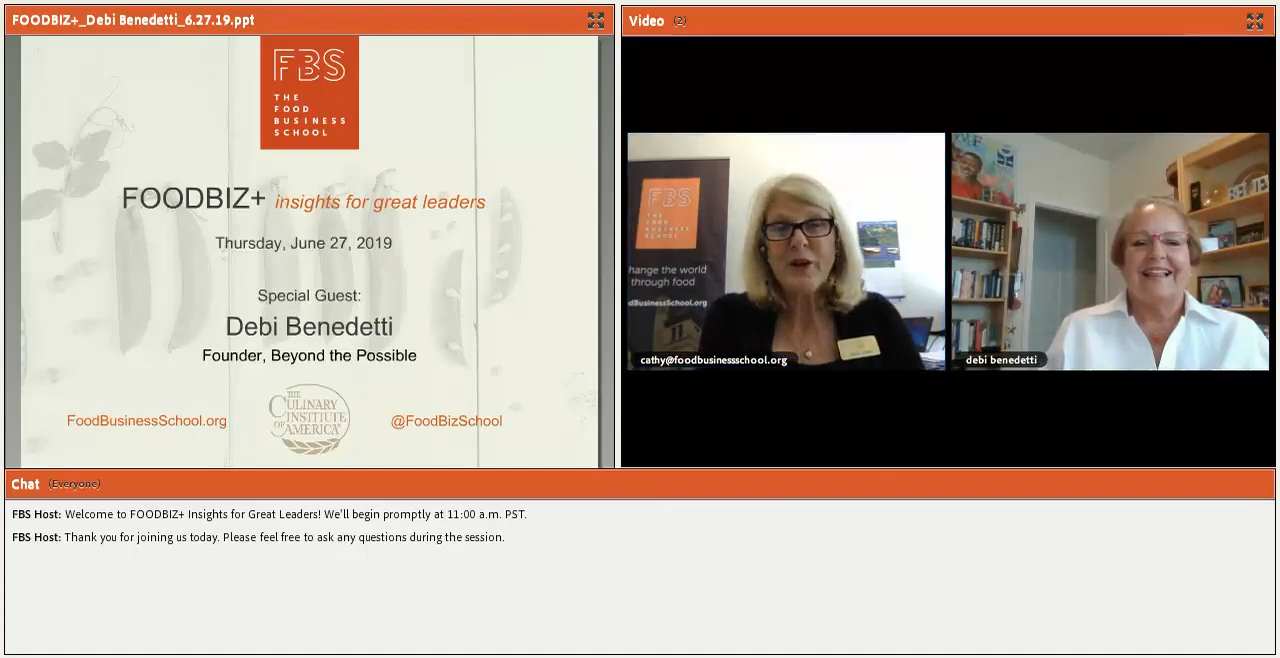 FOODBIZ+_Debi Benedetti_6.27.19.ppt
FBS
THE
FOOD
BUSINESS
SCHOOL
FOODBIZ+ insights for great leaders
Thursday, June 27, 2019
Special Guest:
Debi Benedetti
Founder, Beyond the Possible
FoodBusinessSchool.org
THE
CULINARY
INSTITUTE
OF AMERICA
@FoodBizSchool
Video (2)
FBS
THE
FOOD
BUSINESS
SCHOOL
hange the world
through food
dBusinessSchool.org
cathy@foodbusinessschool.org
debi benedetti
Chat (Everyone)
FBS Host: Welcome to FOODBIZ+ Insights for Great Leaders! We'll begin promptly at 11:00 a.m. PST.
FBS Host: Thank you for joining us today. Please feel free to ask any questions during the session.